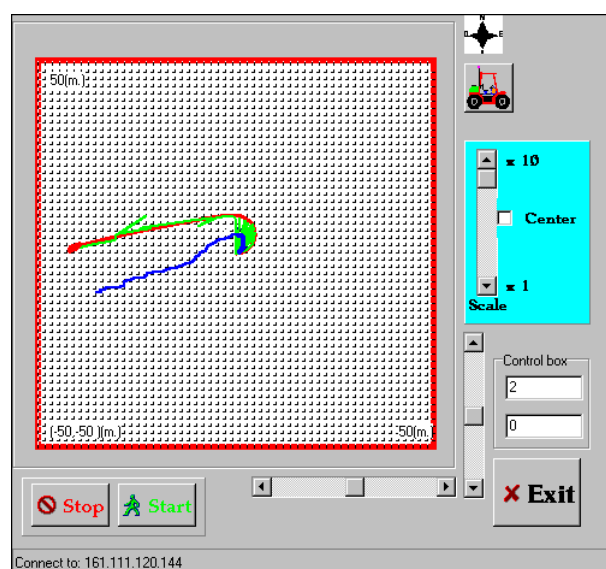 N
E
50(m.)
x 10
Center
x 1
Scale
Control box
2
0
(-50,-50 )(m.)
50(m.)
Stop
Start
Exit
Connect to: 161.111.120.144